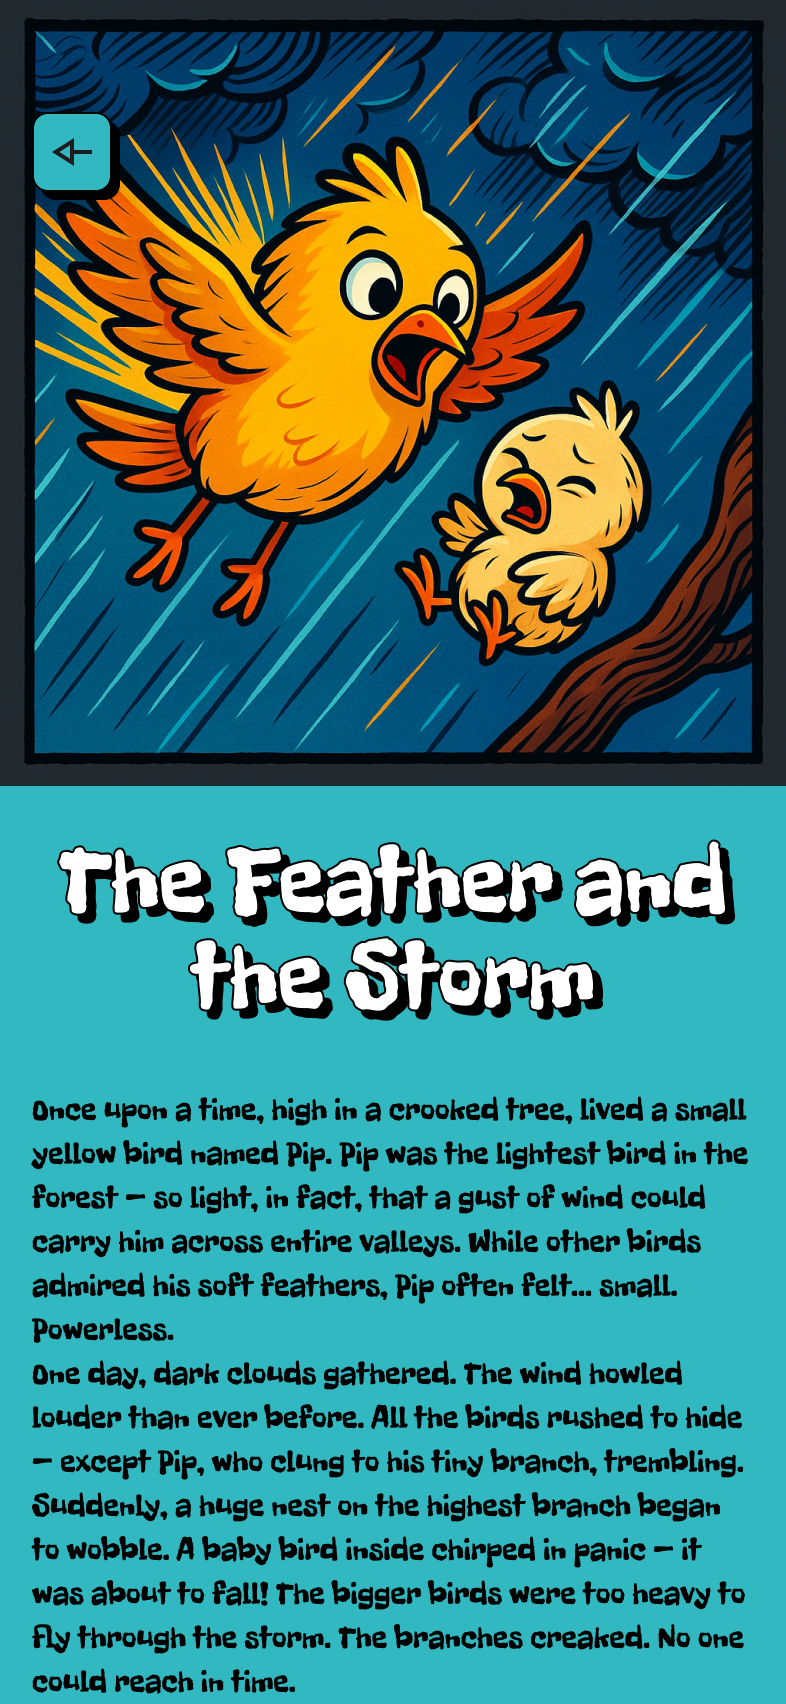 The Feather and
the Storm
Once upon a time, high in a crooked tree, lived a small
yellow bird named Pip. Pip was the lightest bird in the
forest — so light, in fact, that a gust of wind could
carry him across entire valleys. While other birds
admired his soft feathers, Pip often felt... small.
Powerless.
One day, dark clouds gathered. The wind howled
louder than ever before. All the birds rushed to hide
— except Pip, who clung to his tiny branch, trembling.
Suddenly, a huge nest on the highest branch began
to wobble. A baby bird inside chirped in panic — it
was about to fall! The bigger birds were too heavy to
fly through the storm. The branches creaked. No one
could reach in time.